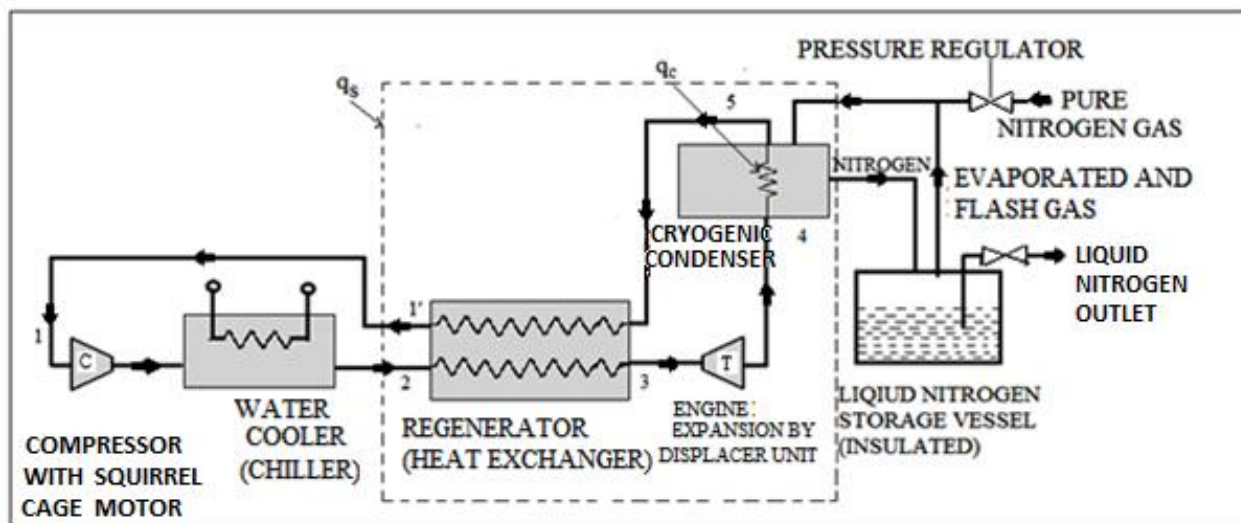 PRESSURE REGULATOR
qc
qs
5
PURE
NITROGEN GAS
NITROGEN
EVAPORATED AND
FLASH GAS
4
CRYOGENIC
CONDENSER
LIQUID
NITROGEN
OUTLET
1
1'
C
2
3
T
WATER
COOLER
(CHILLER)
REGENERATOR
(HEAT EXCHANGER)
ENGINE:
EXPANSION BY
DISPLACER UNIT
LIQIUD NITROGEN
STORAGE VESSEL
(INSULATED)
COMPRESSOR
WITH SQUIRREL
CAGE MOTOR